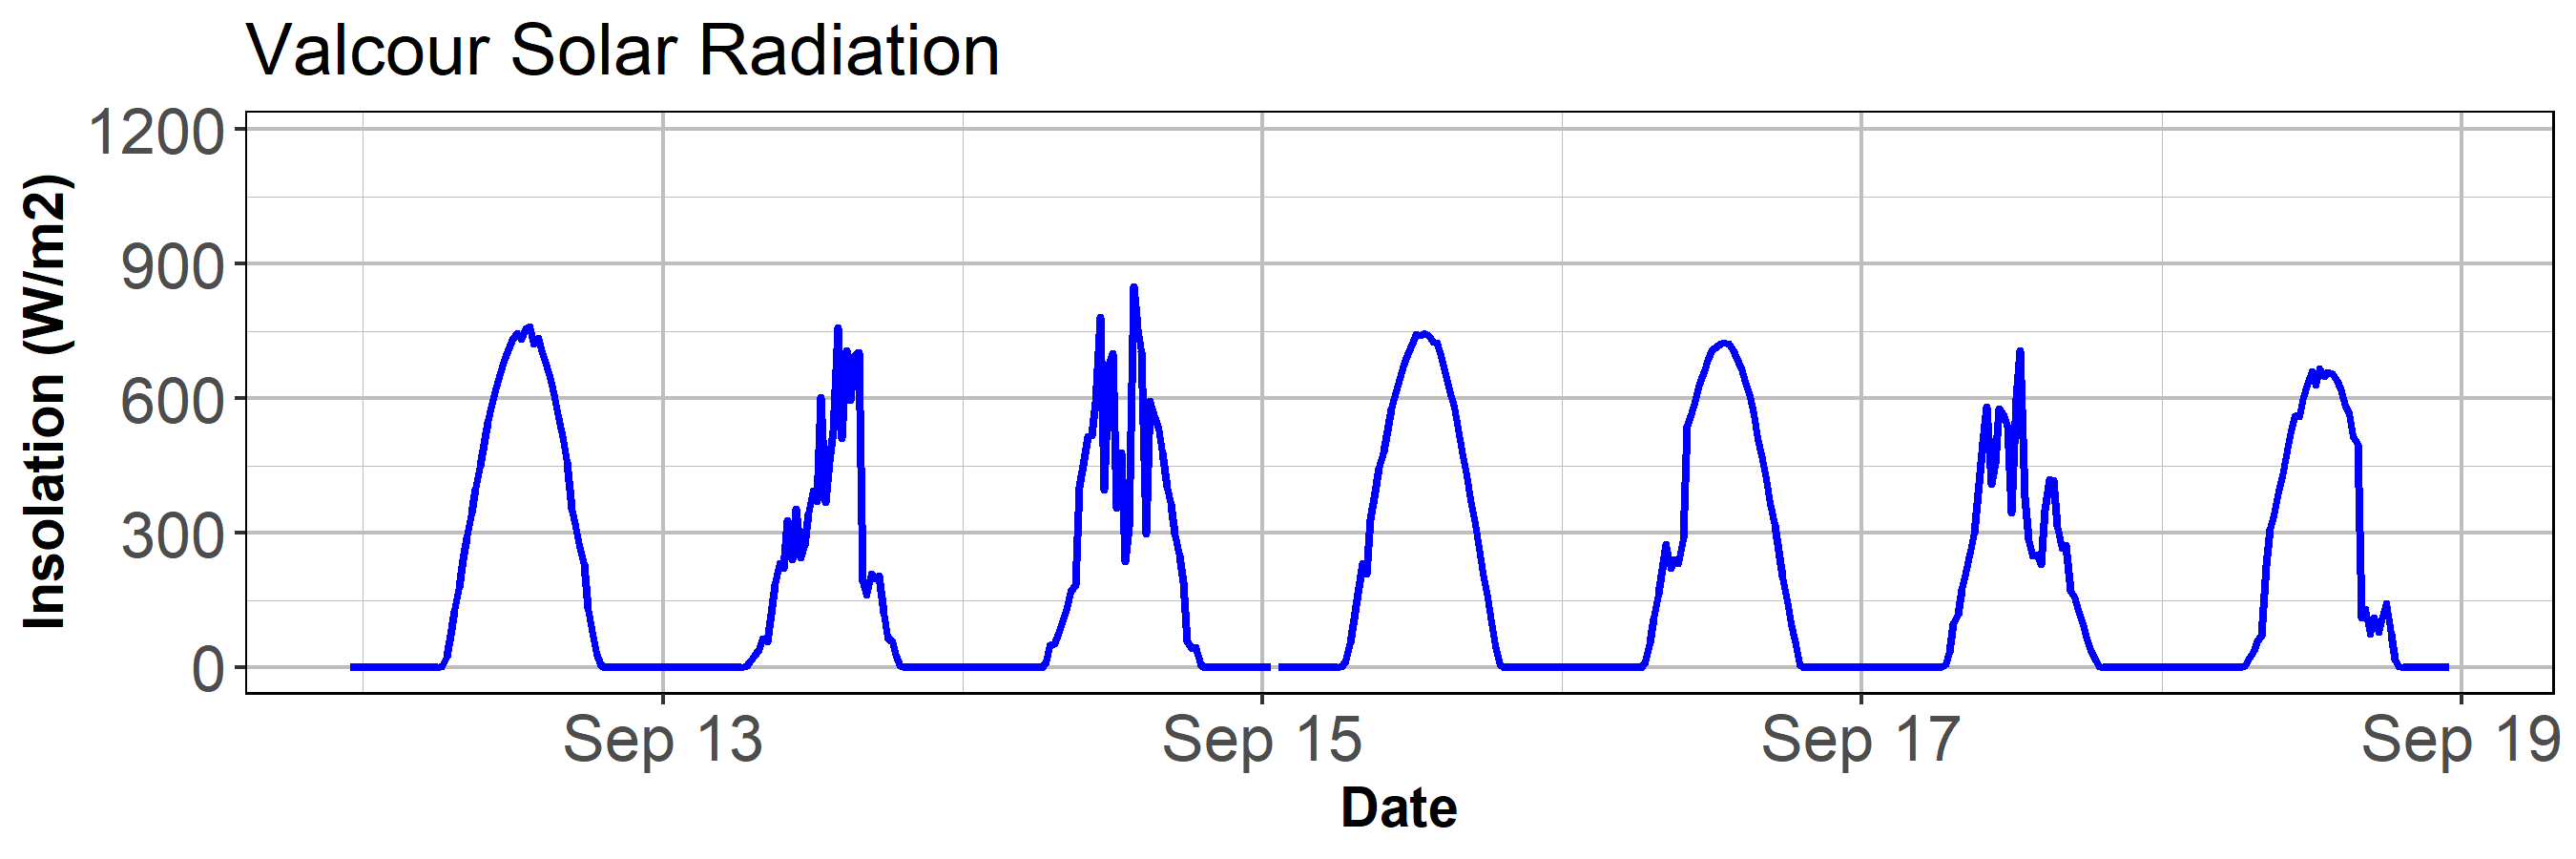 Valcour Solar Radiation
1200
900
600
300
0
Insolation (W/m2)
Sep 13 Sep 15 Sep 17 Sep 19
Date